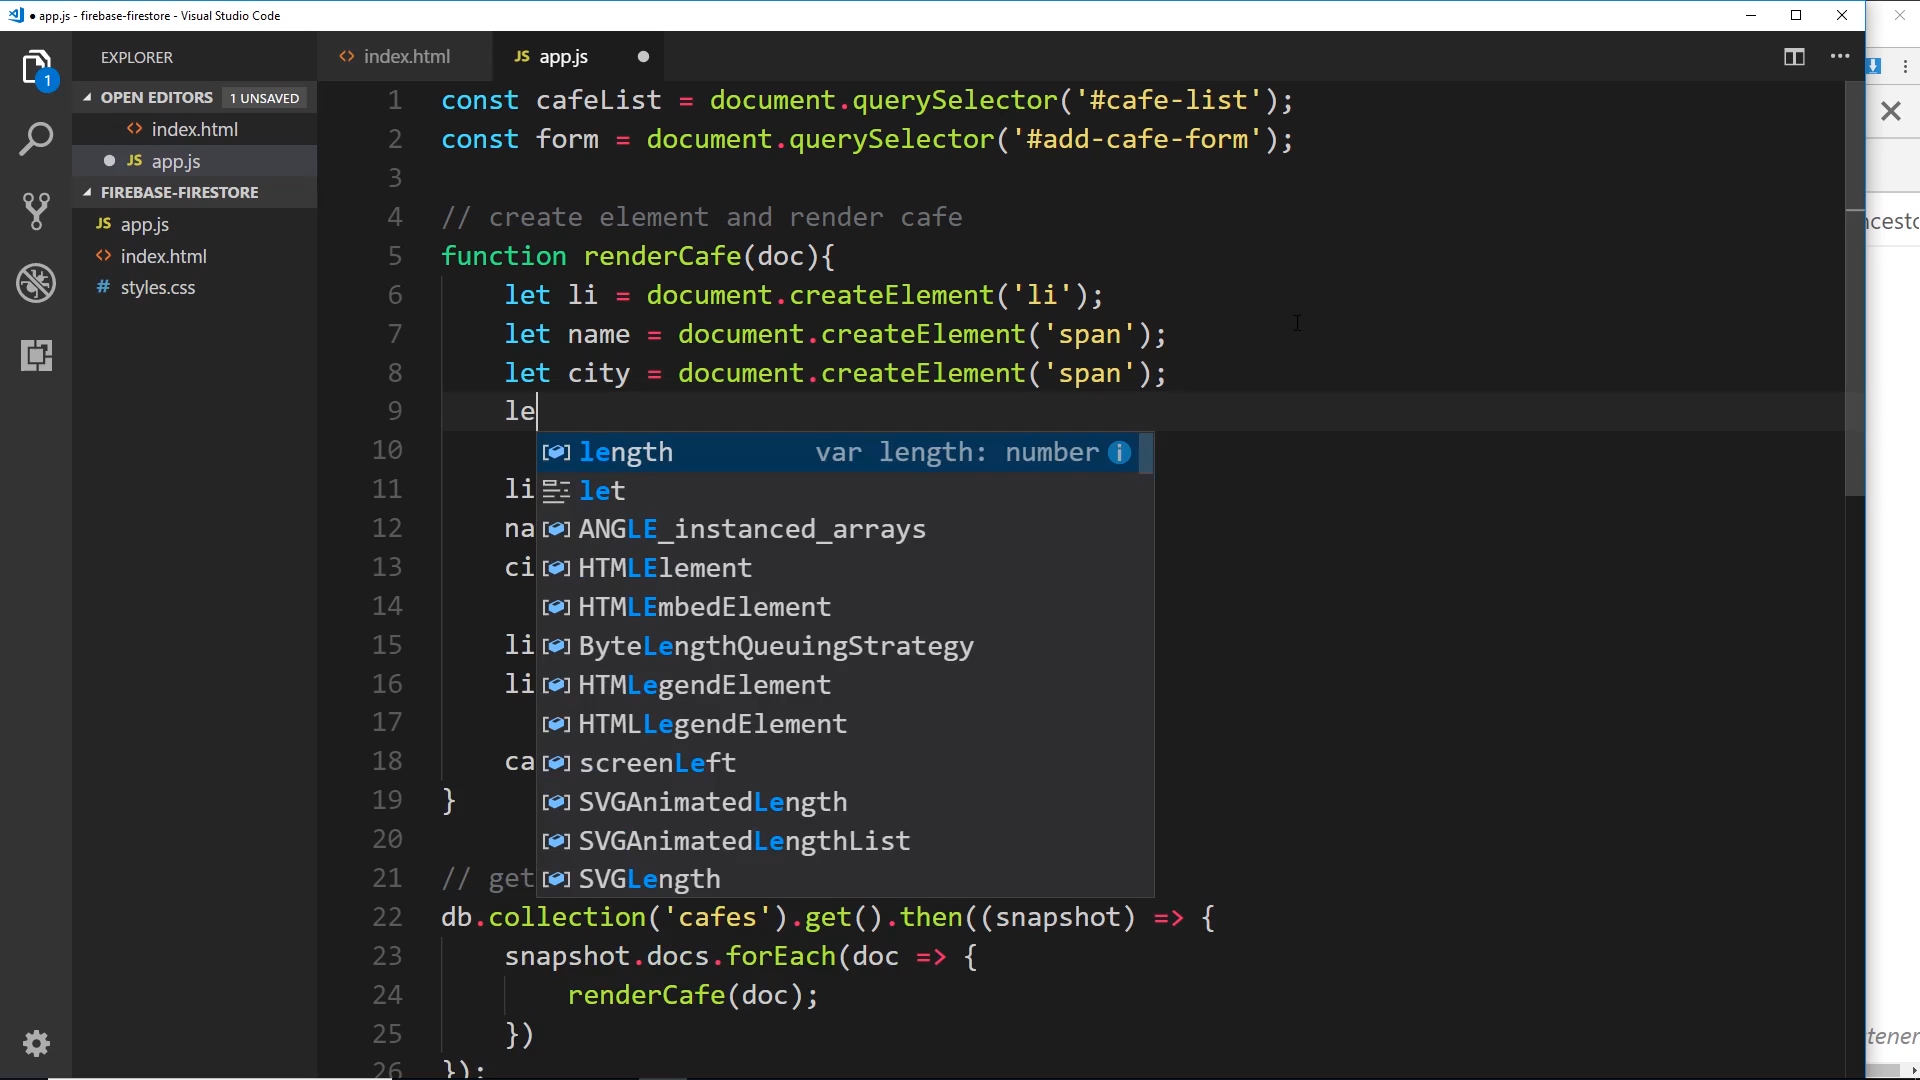 app.js - firebase-firestore - Visual Studio Code
EXPLORER
index.html
JS app.js
1
OPEN EDITORS 1 UNSAVED
index.html
JS app.js
FIREBASE-FIRESTORE
JS app.js
index.html
# styles.css
1 const cafeList = document.querySelector('#cafe-list');
2 const form = document.querySelector('#add-cafe-form');
3
4 // create element and render cafe
5 function renderCafe(doc){
6 let li = document.createElement('li');
7 let name = document.createElement('span');
8 let city = document.createElement('span');
9 le
10 length var length: number
let
11 li
12 na ANGLE_instanced_arrays
13 ci HTMLElement
14 HTMLEmbedElement
15 li ByteLengthQueuingStrategy
16 li HTMLegendElement
17 HTMLLegendElement
18 ca screenLeft
19 } SVGAnimatedLength
20 SVGAnimatedLengthList
21 // get SVGLength
22 db.collection('cafes').get().then((snapshot) => {
23 snapshot.docs.forEach(doc => {
24 renderCafe(doc);
25 })
26 });